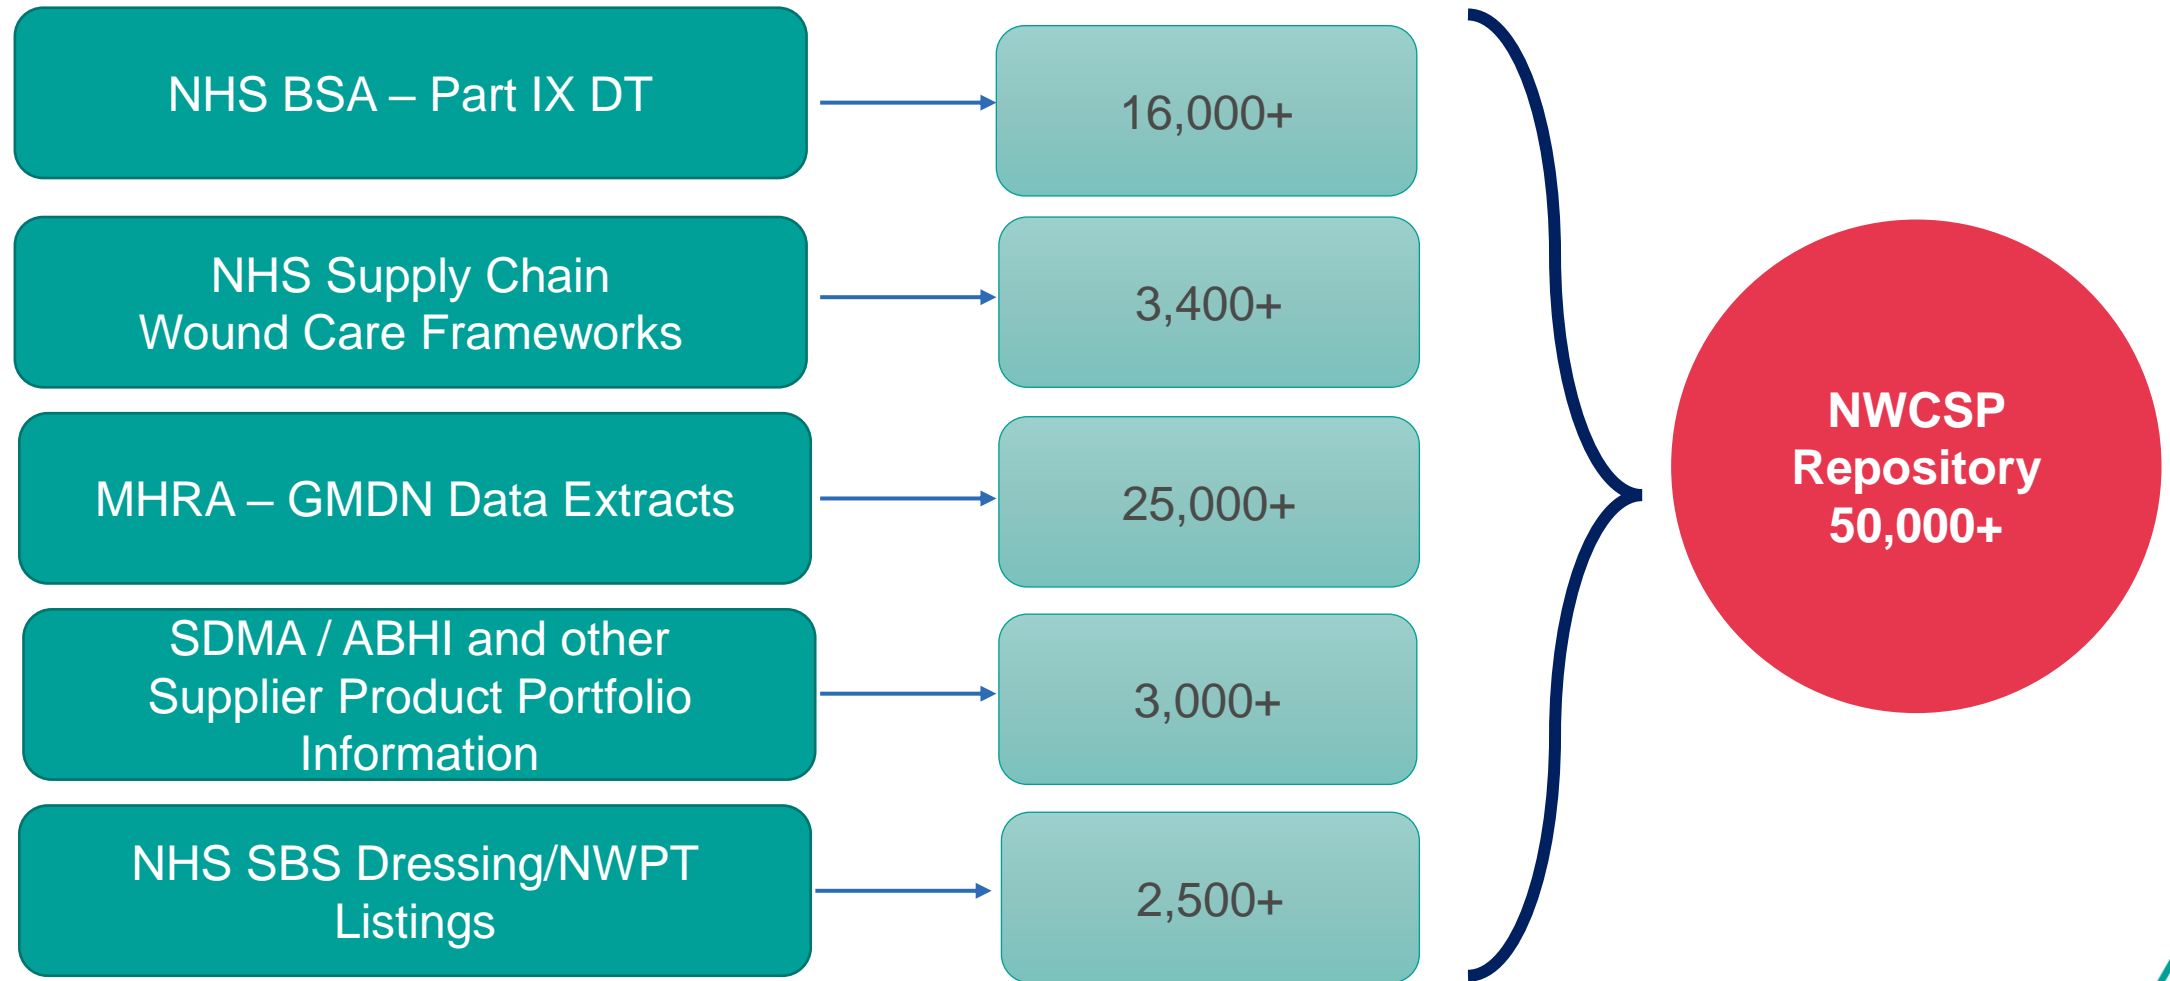 NHS BSA – Part IX DT
16,000+
NHS Supply Chain
Wound Care Frameworks
3,400+
MHRA – GMDN Data Extracts
25,000+
SDMA / ABHI and other
Supplier Product Portfolio
Information
3,000+
NHS SBS Dressing/NWPT
Listings
2,500+
NWCSP
Repository
50,000+